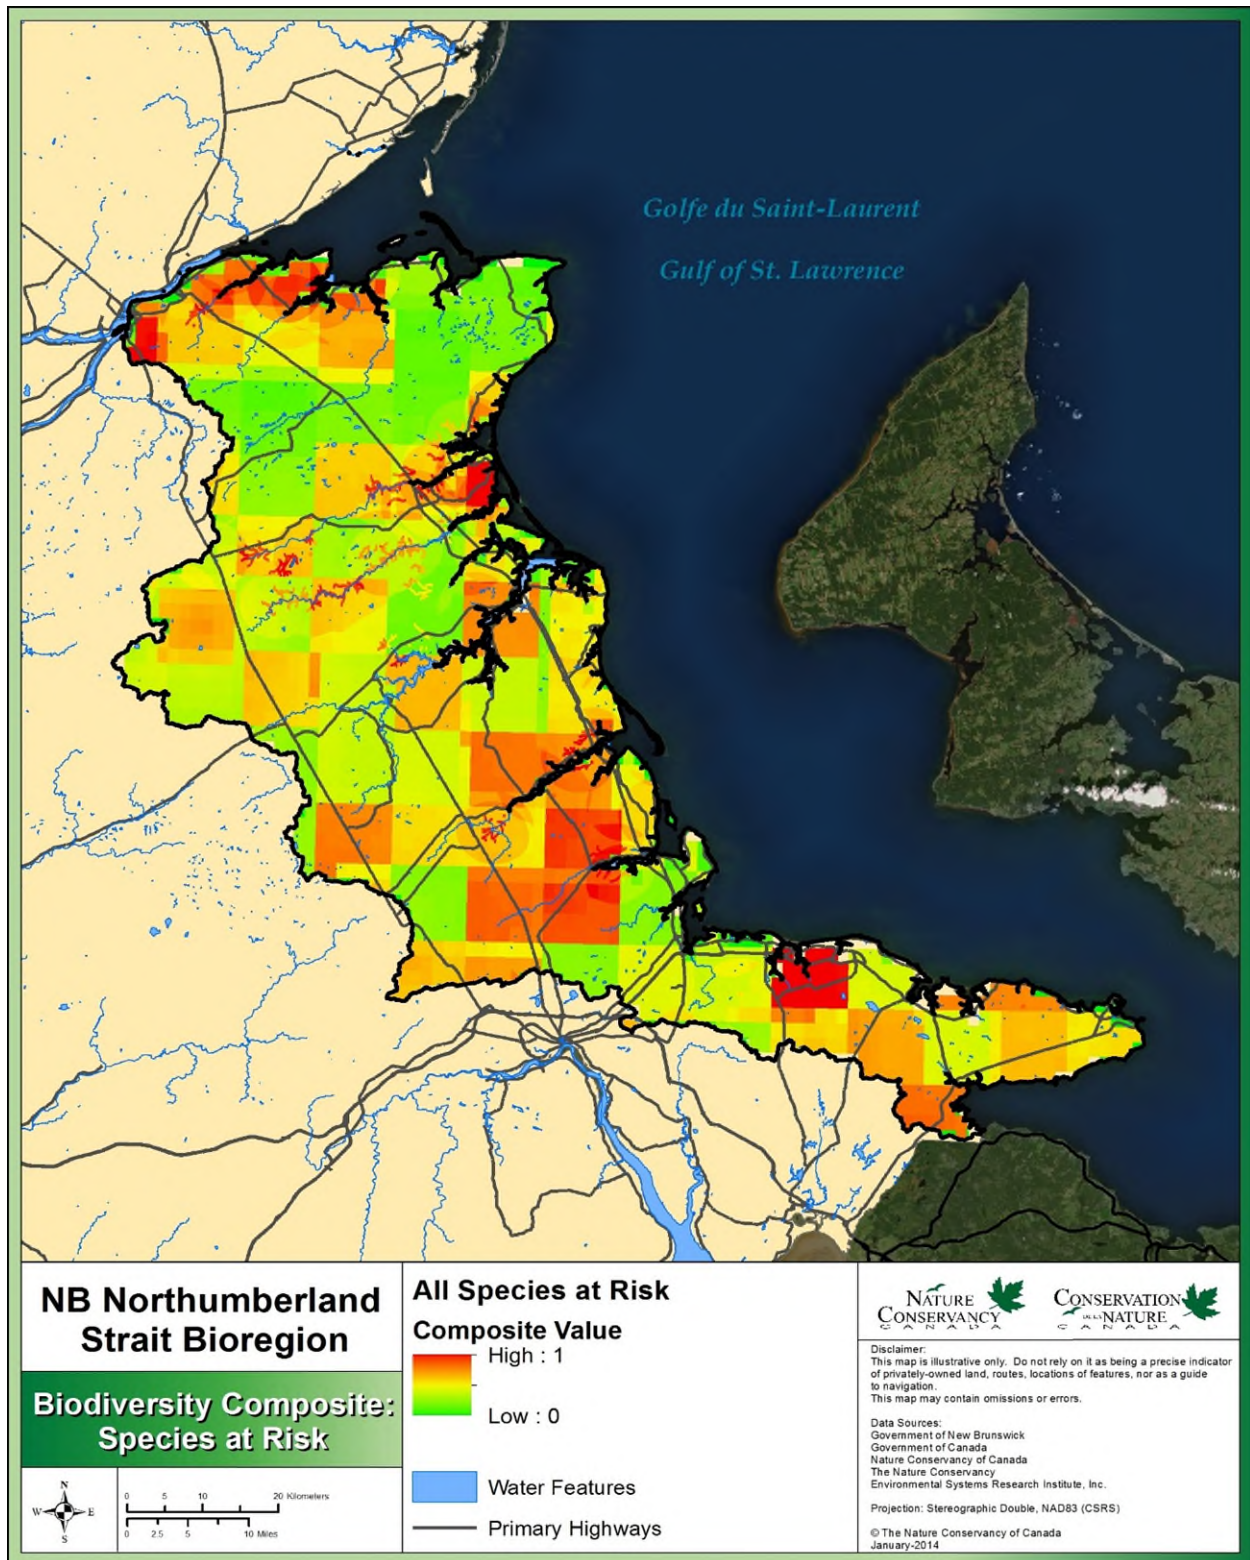 Golfe du Saint-Laurent
Gulf of St. Lawrence
NB Northumberland
Strait Bioregion
Biodiversity Composite:
Species at Risk
N
W E
S
0 5 10 20 Kilometers
0 2.5 5 10 Miles
All Species at Risk
Composite Value
High : 1
Low : 0
Water Features
Primary Highways
NATURE
CONSERVANCY
CANADA
CONSERVATION
DE LA NATURE
CANADA
Disclaimer:
This map is illustrative only. Do not rely on it as being a precise indicator
of privately-owned land, routes, locations of features, nor as a guide
to navigation.
This map may contain omissions or errors.
Data Sources:
Government of New Brunswick
Government of Canada
Nature Conservancy of Canada
The Nature Conservancy
Environmental Systems Research Institute, Inc.
Projection: Stereographic Double, NAD83 (CSRS)
© The Nature Conservancy of Canada
January-2014